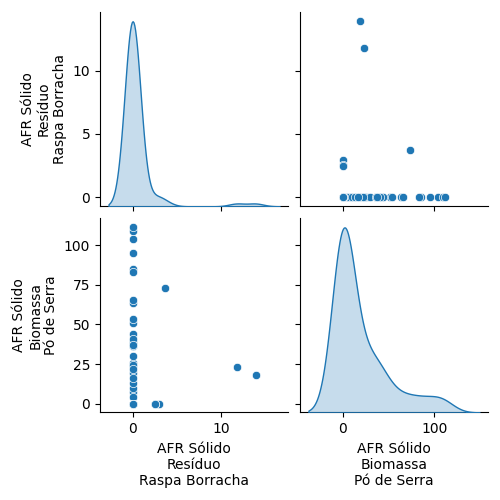 AFR Sólido
Resíduo
Raspa Borracha
10
5
0
AFR Sólido
Biomassa
Pó de Serra
100
75
50
25
0
0
10
AFR Sólido
Resíduo
Raspa Borracha
0
100
AFR Sólido
Biomassa
Pó de Serra